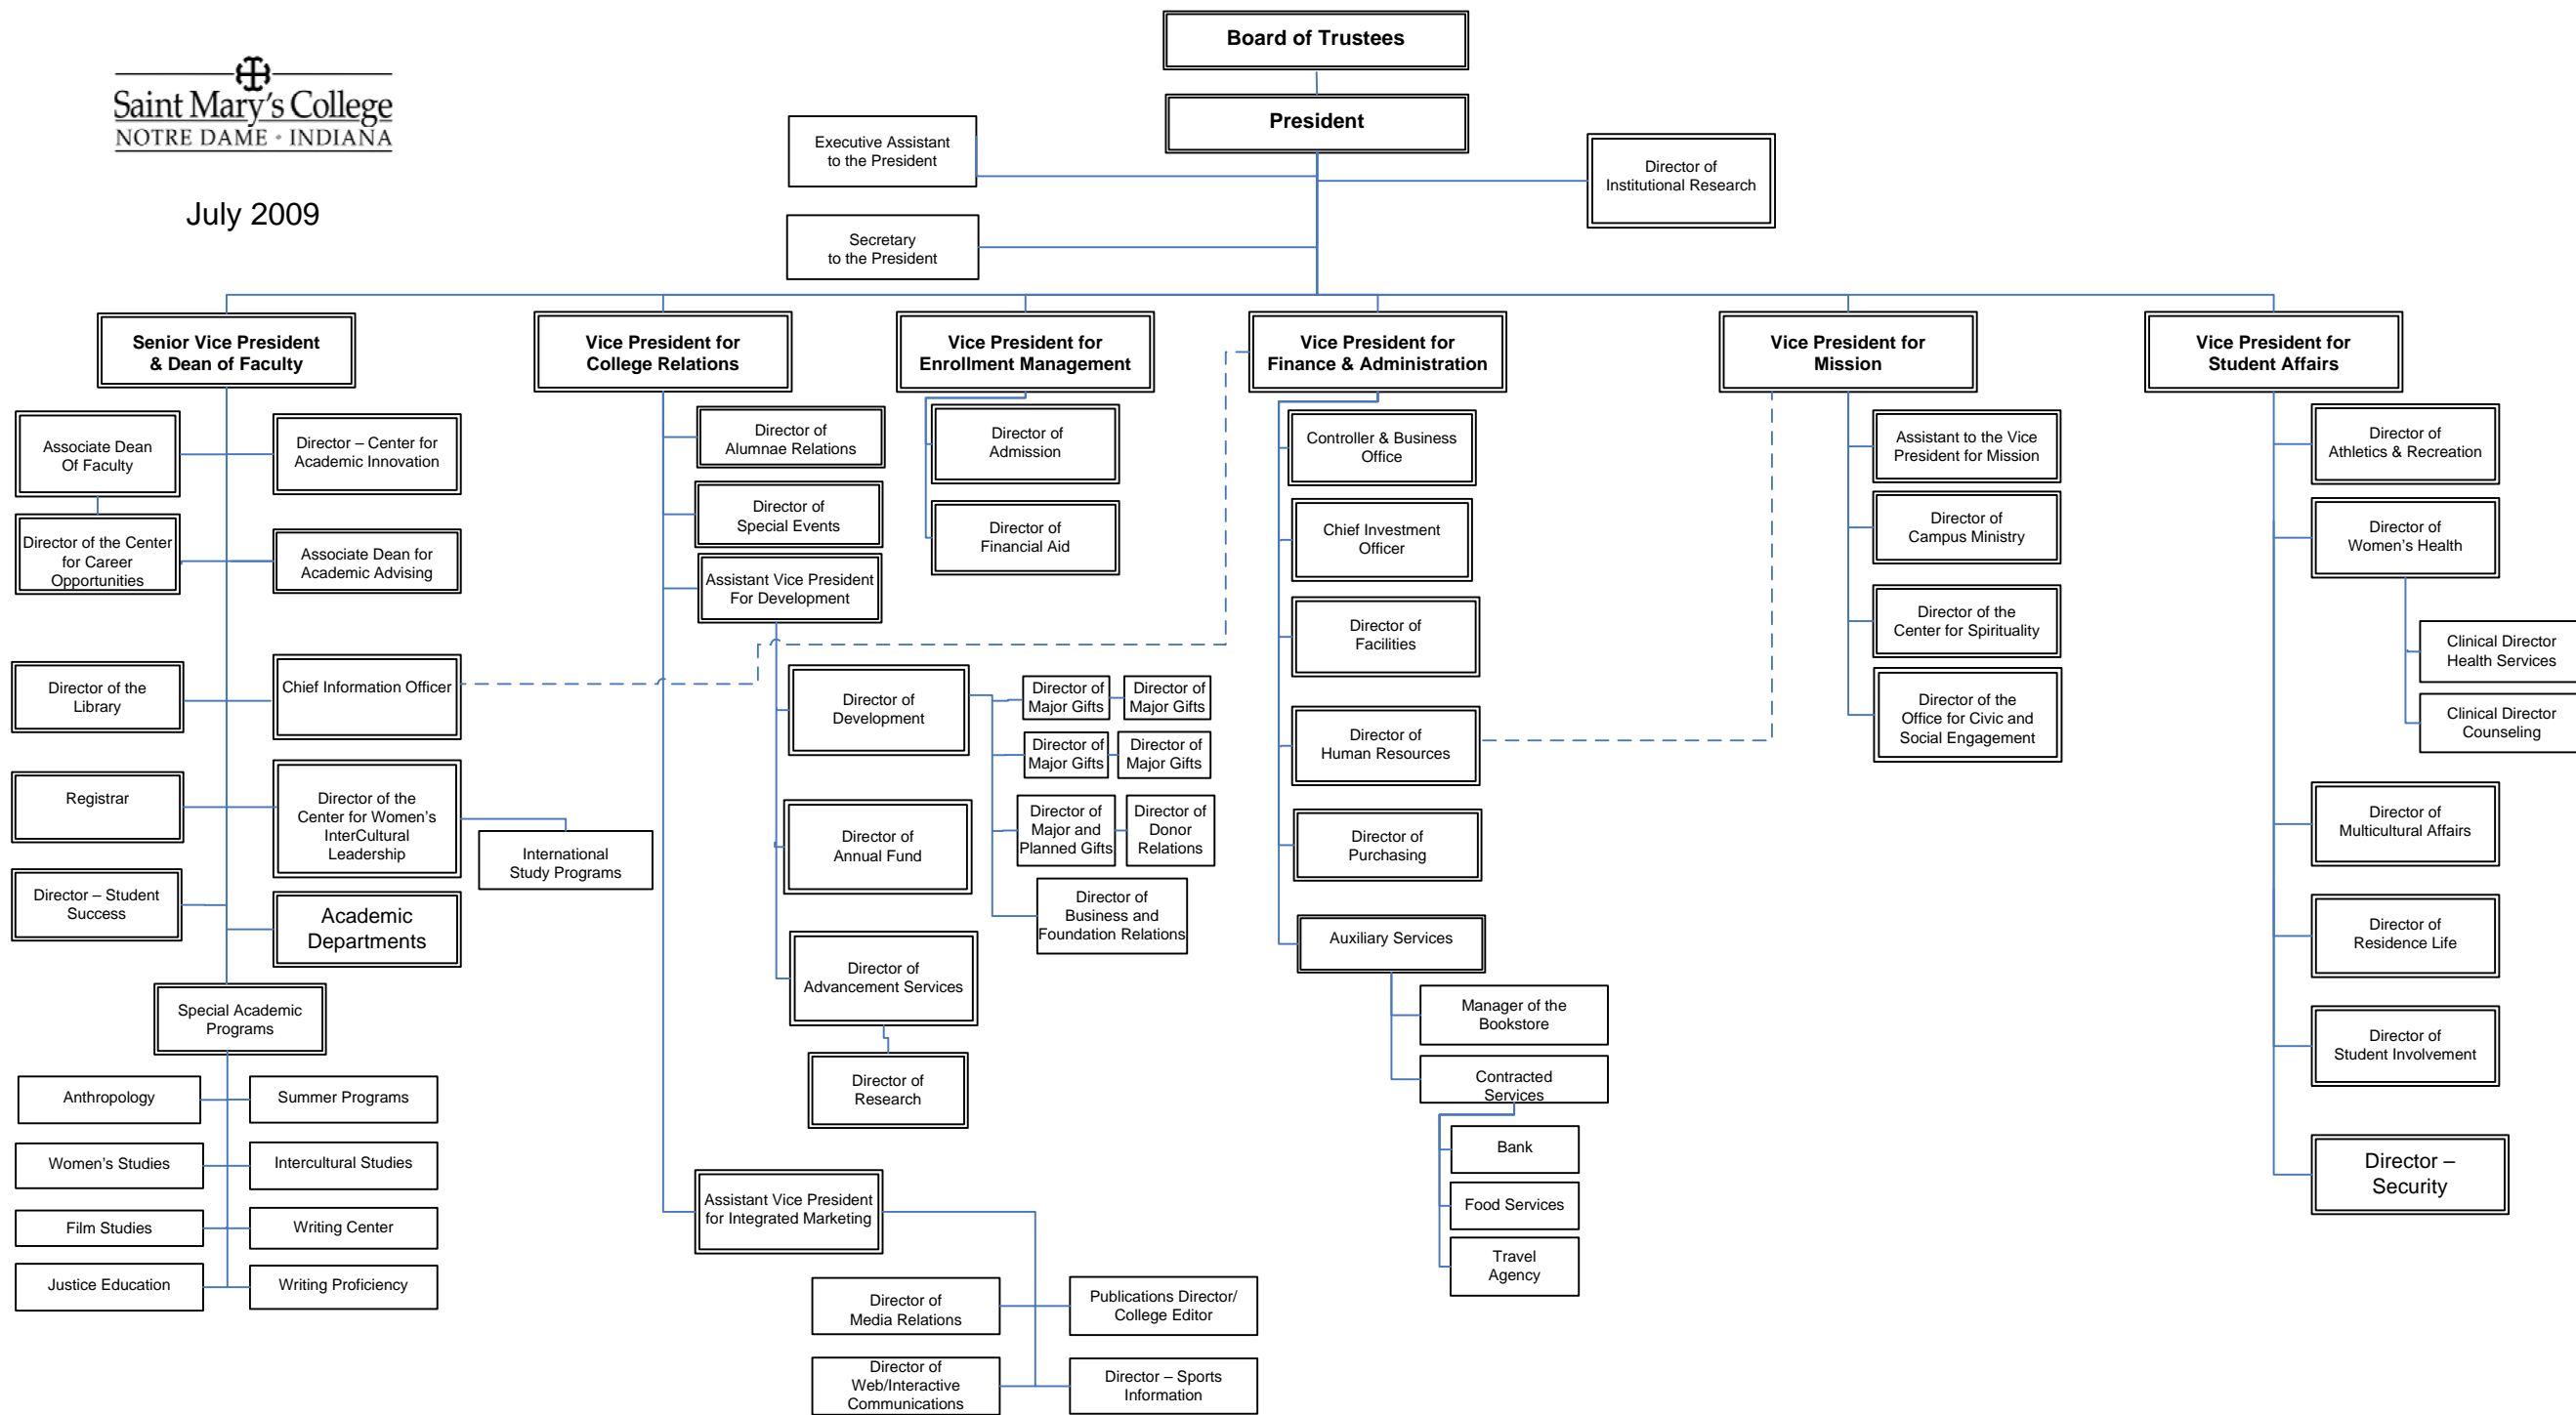 Saint Mary's College
NOTRE DAME • INDIANA
July 2009
Board of Trustees
President
Executive Assistant
to the President
Director of
Institutional Research
Secretary
to the President
Senior Vice President
& Dean of Faculty
Associate Dean
Of Faculty
Director – Center for
Academic Innovation
Director of the Center
for Career
Opportunities
Associate Dean for
Academic Advising
Director of the
Library
Chief Information Officer
Registrar
Director of the
Center for Women's
InterCultural
Leadership
International
Study Programs
Director – Student
Success
Academic
Departments
Special Academic
Programs
Anthropology
Summer Programs
Women's Studies
Intercultural Studies
Film Studies
Writing Center
Justice Education
Writing Proficiency
Vice President for
College Relations
Director of
Alumnae Relations
Director of
Special Events
Assistant Vice President
For Development
Director of
Development
Director of
Major Gifts
Director of
Major Gifts
Director of
Major Gifts
Director of
Major Gifts
Director of
Major and
Planned Gifts
Director of
Donor
Relations
Director of
Business and
Foundation Relations
Director of
Annual Fund
Director of
Advancement Services
Director of
Research
Assistant Vice President
for Integrated Marketing
Director of
Media Relations
Publications Director/
College Editor
Director of
Web/Interactive
Communications
Director – Sports
Information
Vice President for
Enrollment Management
Director of
Admission
Director of
Financial Aid
Vice President for
Finance & Administration
Controller & Business
Office
Chief Investment
Officer
Director of
Facilities
Director of
Human Resources
Director of
Purchasing
Auxiliary Services
Manager of the
Bookstore
Contracted
Services
Bank
Food Services
Travel
Agency
Vice President for
Mission
Assistant to the Vice
President for Mission
Director of
Campus Ministry
Director of the
Center for Spirituality
Director of the
Office for Civic and
Social Engagement
Vice President for
Student Affairs
Director of
Athletics & Recreation
Director of
Women's Health
Clinical Director
Health Services
Clinical Director
Counseling
Director of
Multicultural Affairs
Director of
Residence Life
Director of
Student Involvement
Director –
Security